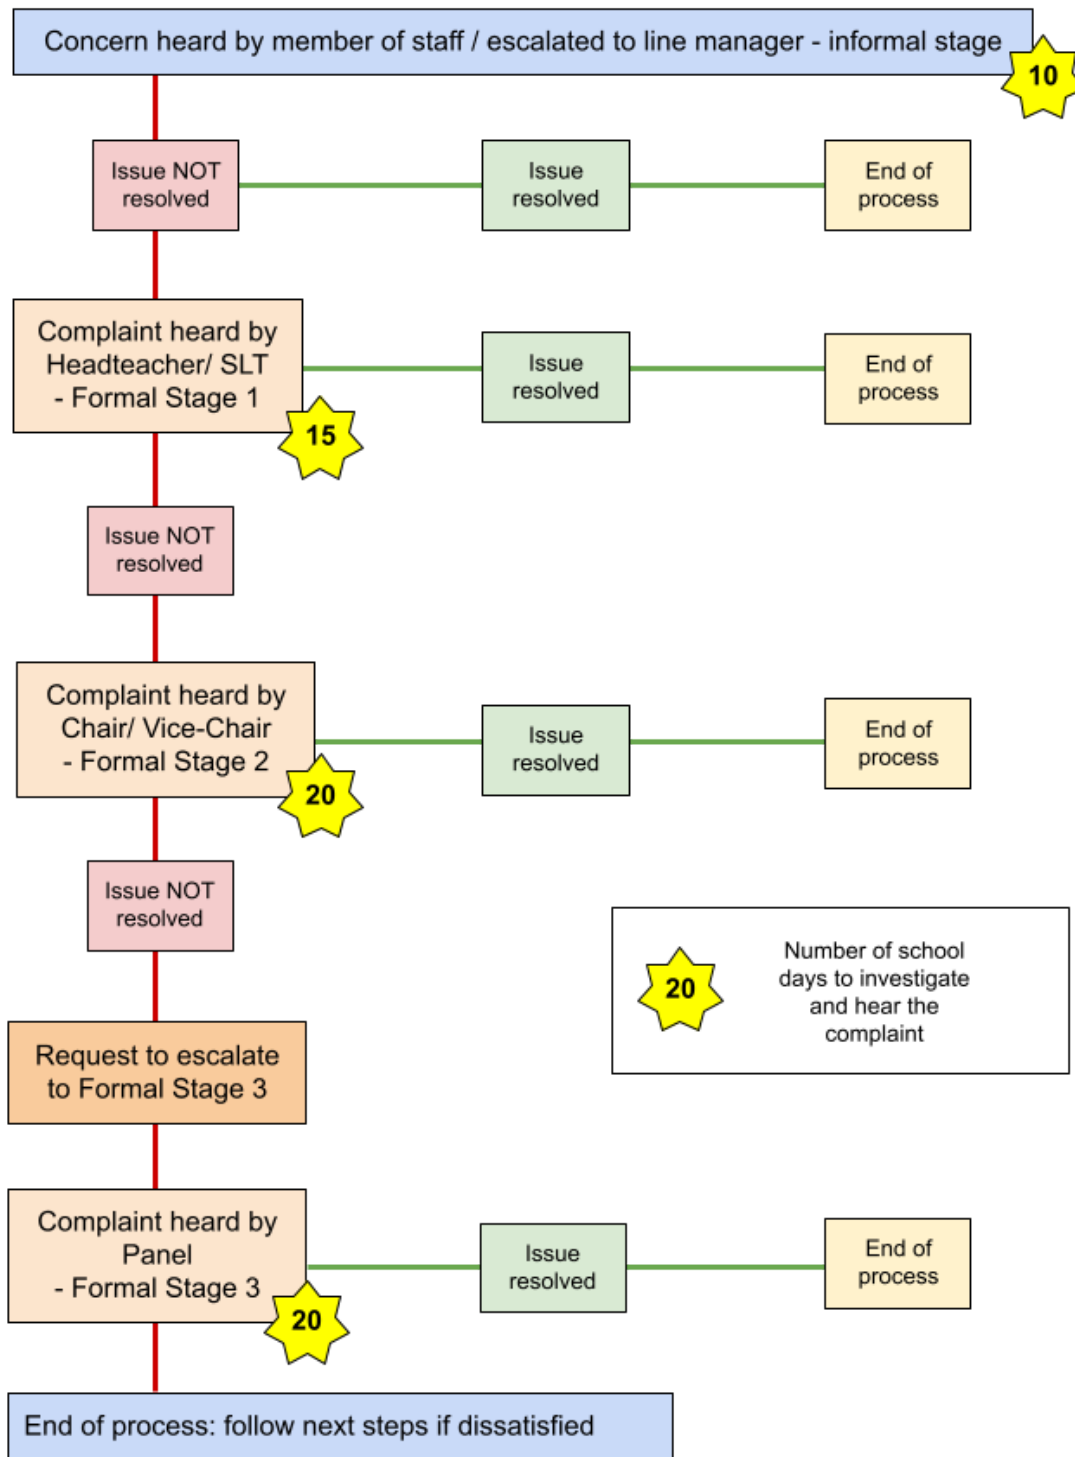 Concern heard by member of staff / escalated to line manager - informal stage
10
Issue NOT
resolved
Issue
resolved
End of
process
Complaint heard by
Headteacher/ SLT
- Formal Stage 1
15
Issue
resolved
End of
process
Issue NOT
resolved
Complaint heard by
Chair/ Vice-Chair
- Formal Stage 2
20
Issue
resolved
End of
process
Issue NOT
resolved
20
Number of school
days to investigate
and hear the
complaint
Request to escalate
to Formal Stage 3
Complaint heard by
Panel
- Formal Stage 3
20
Issue
resolved
End of
process
End of process: follow next steps if dissatisfied